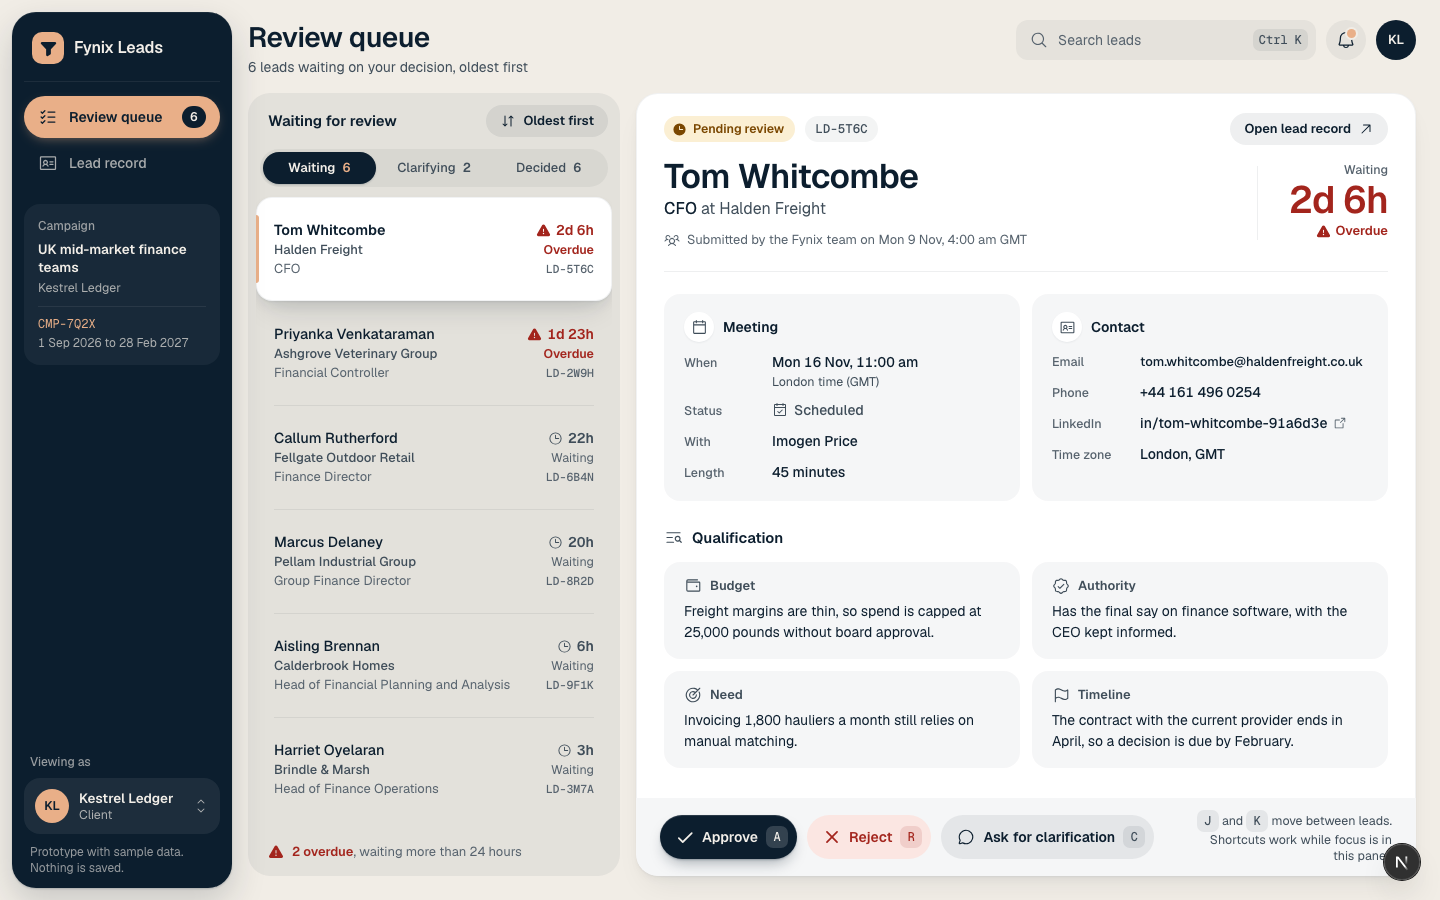 Fynix Leads
Review queue 6
Lead record
Campaign
UK mid-market finance
teams
Kestrel Ledger
CMP-7Q2X
1 Sep 2026 to 28 Feb 2027
Viewing as
KL
Kestrel Ledger
Client
Prototype with sample data.
Nothing is saved.
Review queue
6 leads waiting on your decision, oldest first
Search leads Ctrl K
KL
Waiting for review
Oldest first
Waiting 6
Clarifying 2
Decided 6
Tom Whitcombe 2d 6h
Halden Freight Overdue
CFO LD-5T6C
Priyanka Venkataraman 1d 23h
Ashgrove Veterinary Group Overdue
Financial Controller LD-2W9H
Callum Rutherford 22h
Fellgate Outdoor Retail Waiting
Finance Director LD-6B4N
Marcus Delaney 20h
Pellam Industrial Group Waiting
Group Finance Director LD-8R2D
Aisling Brennan 6h
Calderbrook Homes Waiting
Head of Financial Planning and Analysis LD-9F1K
Harriet Oyelaran 3h
Brindle & Marsh Waiting
Head of Finance Operations LD-3M7A
2 overdue, waiting more than 24 hours
Pending review
LD-5T6C
Open lead record
Tom Whitcombe
CFO at Halden Freight
Submitted by the Fynix team on Mon 9 Nov, 4:00 am GMT
Waiting
2d 6h
Overdue
Meeting
When Mon 16 Nov, 11:00 am
London time (GMT)
Status Scheduled
With Imogen Price
Length 45 minutes
Contact
Email tom.whitcombe@haldenfreight.co.uk
Phone +44 161 496 0254
LinkedIn in/tom-whitcombe-91a6d3e
Time zone London, GMT
Qualification
Budget
Freight margins are thin, so spend is capped at
25,000 pounds without board approval.
Authority
Has the final say on finance software, with the
CEO kept informed.
Need
Invoicing 1,800 hauliers a month still relies on
manual matching.
Timeline
The contract with the current provider ends in
April, so a decision is due by February.
Approve A
Reject R
Ask for clarification C
J and K move between leads.
Shortcuts work while focus is in
this panel.
N